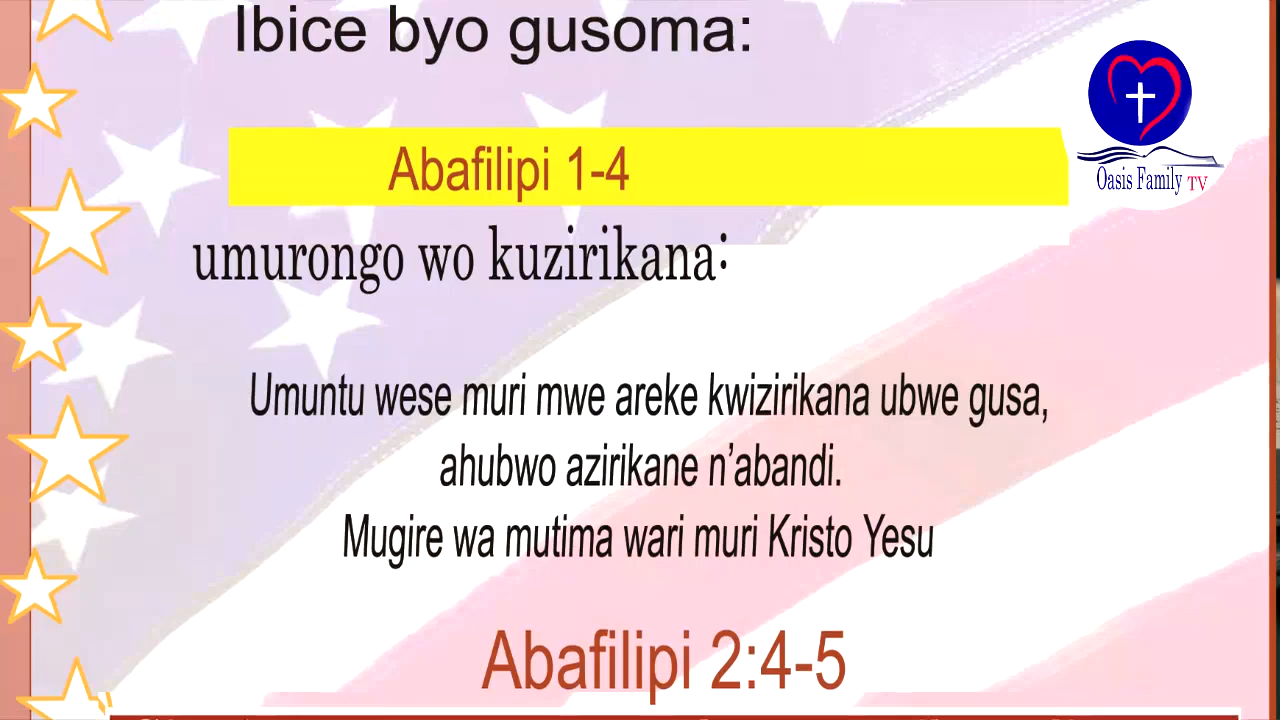 Ibice byo gusoma:
Oasis Family TV
Abafilipi 1-4
umurongo wo kuzirikana:
Umuntu wese muri mwe areke kwizirikana ubwe gusa,
ahubwo azirikane n’abandi.
Mugire wa mutima wari muri Kristo Yesu
Abafilipi 2:4-5